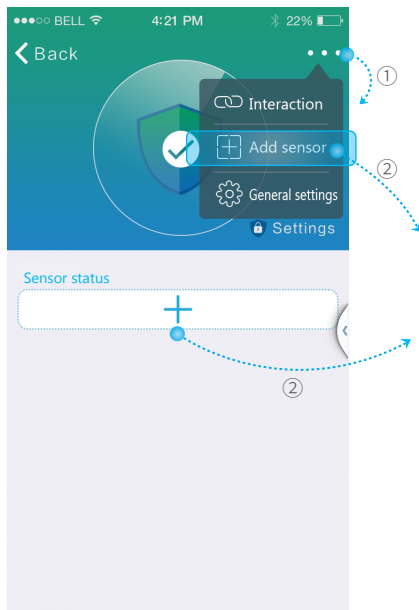 BELL 4:21 PM 22%
Back
①
Interaction
Add sensor
②
General settings
Settings
Sensor status
②